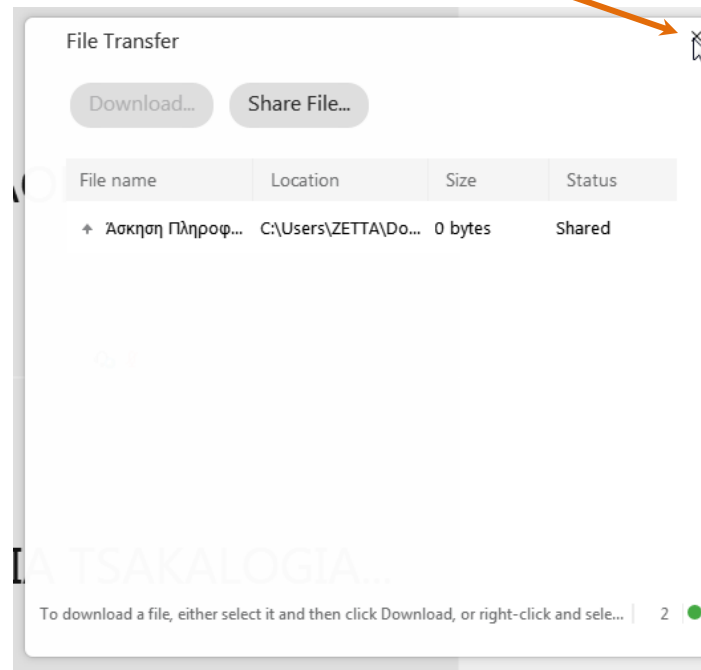 File Transfer
Download... Share File...
File name Location Size Status
Άσκηση Πληροφ... C:\Users\ZETTA\Do... 0 bytes Shared
TSAKALOGIA...
To download a file, either select it and then click Download, or right-click and sele... 2